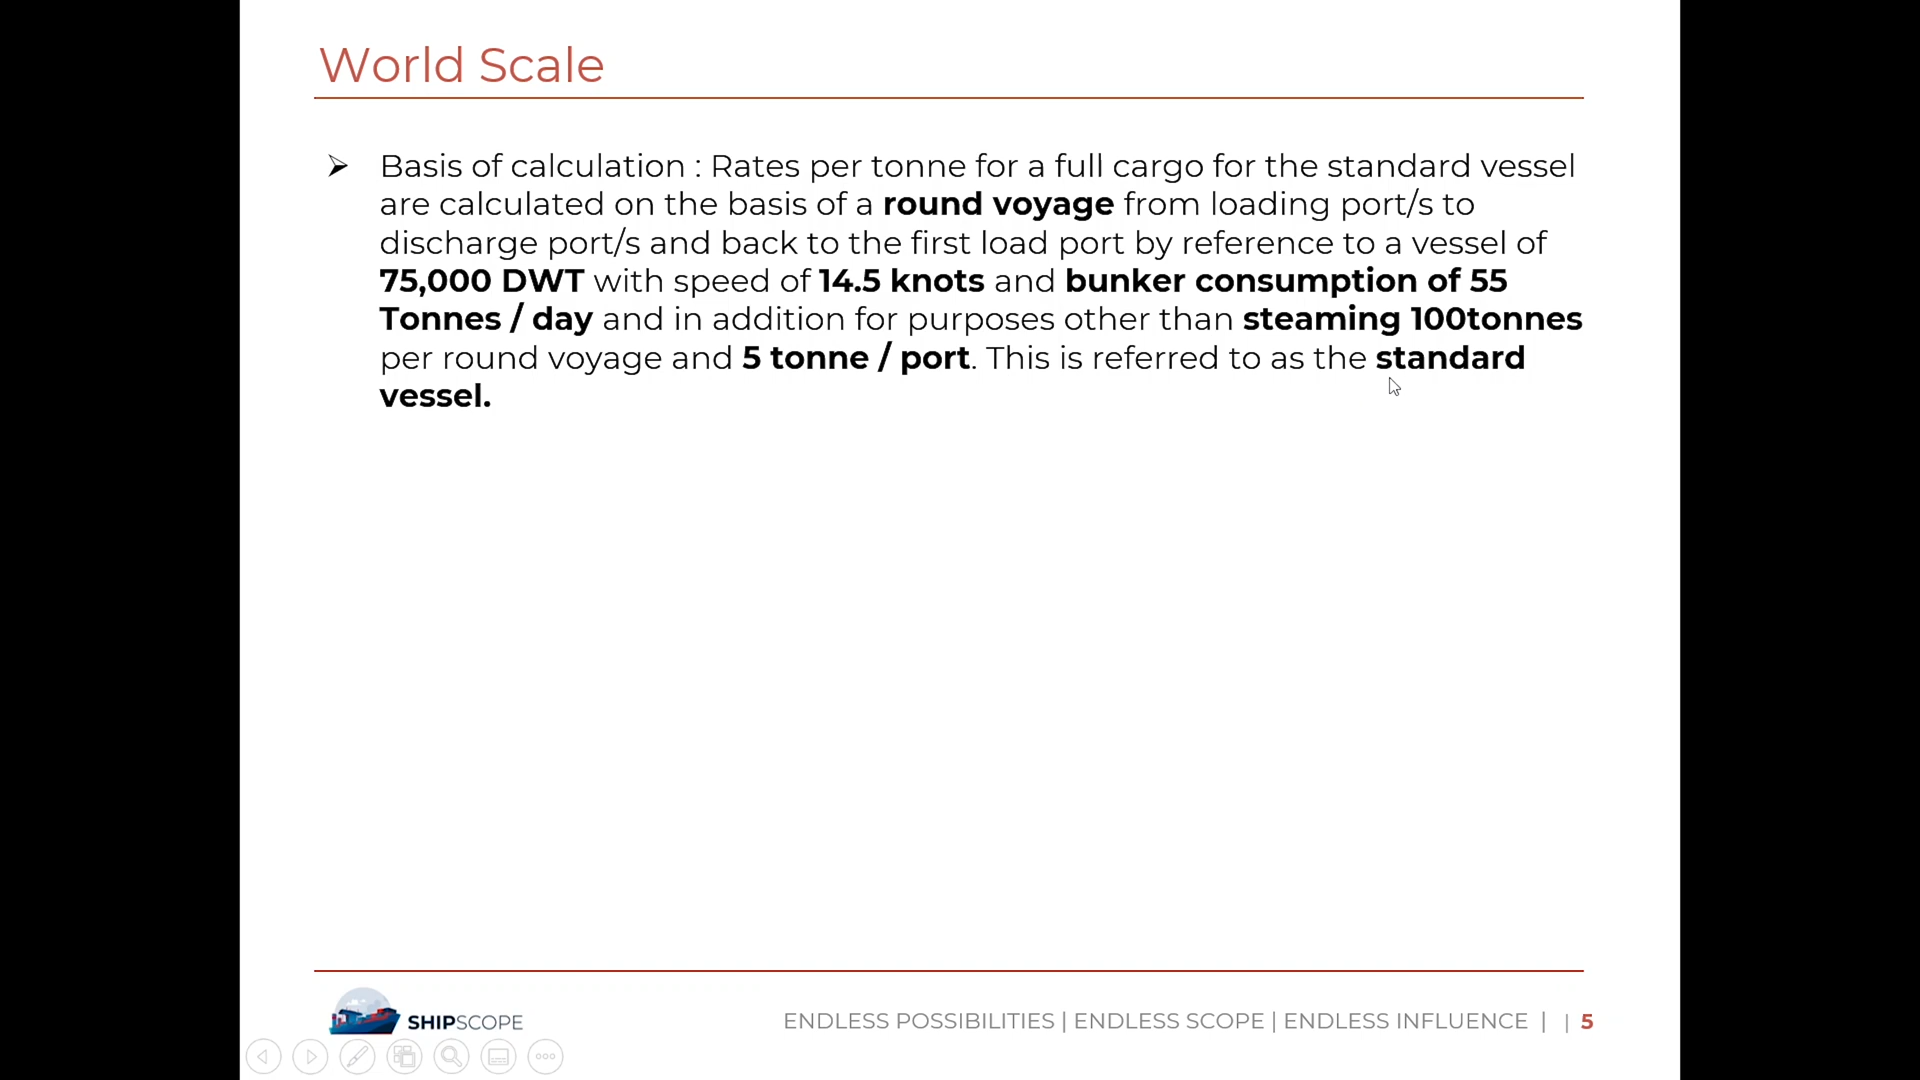 World Scale
Basis of calculation : Rates per tonne for a full cargo for the standard vessel
are calculated on the basis of a round voyage from loading port/s to
discharge port/s and back to the first load port by reference to a vessel of
75,000 DWT with speed of 14.5 knots and bunker consumption of 55
Tonnes / day and in addition for purposes other than steaming 100tonnes
per round voyage and 5 tonne / port. This is referred to as the standard
vessel.
SHIPSCOPE
ENDLESS POSSIBILITIES | ENDLESS SCOPE | ENDLESS INFLUENCE | | 5